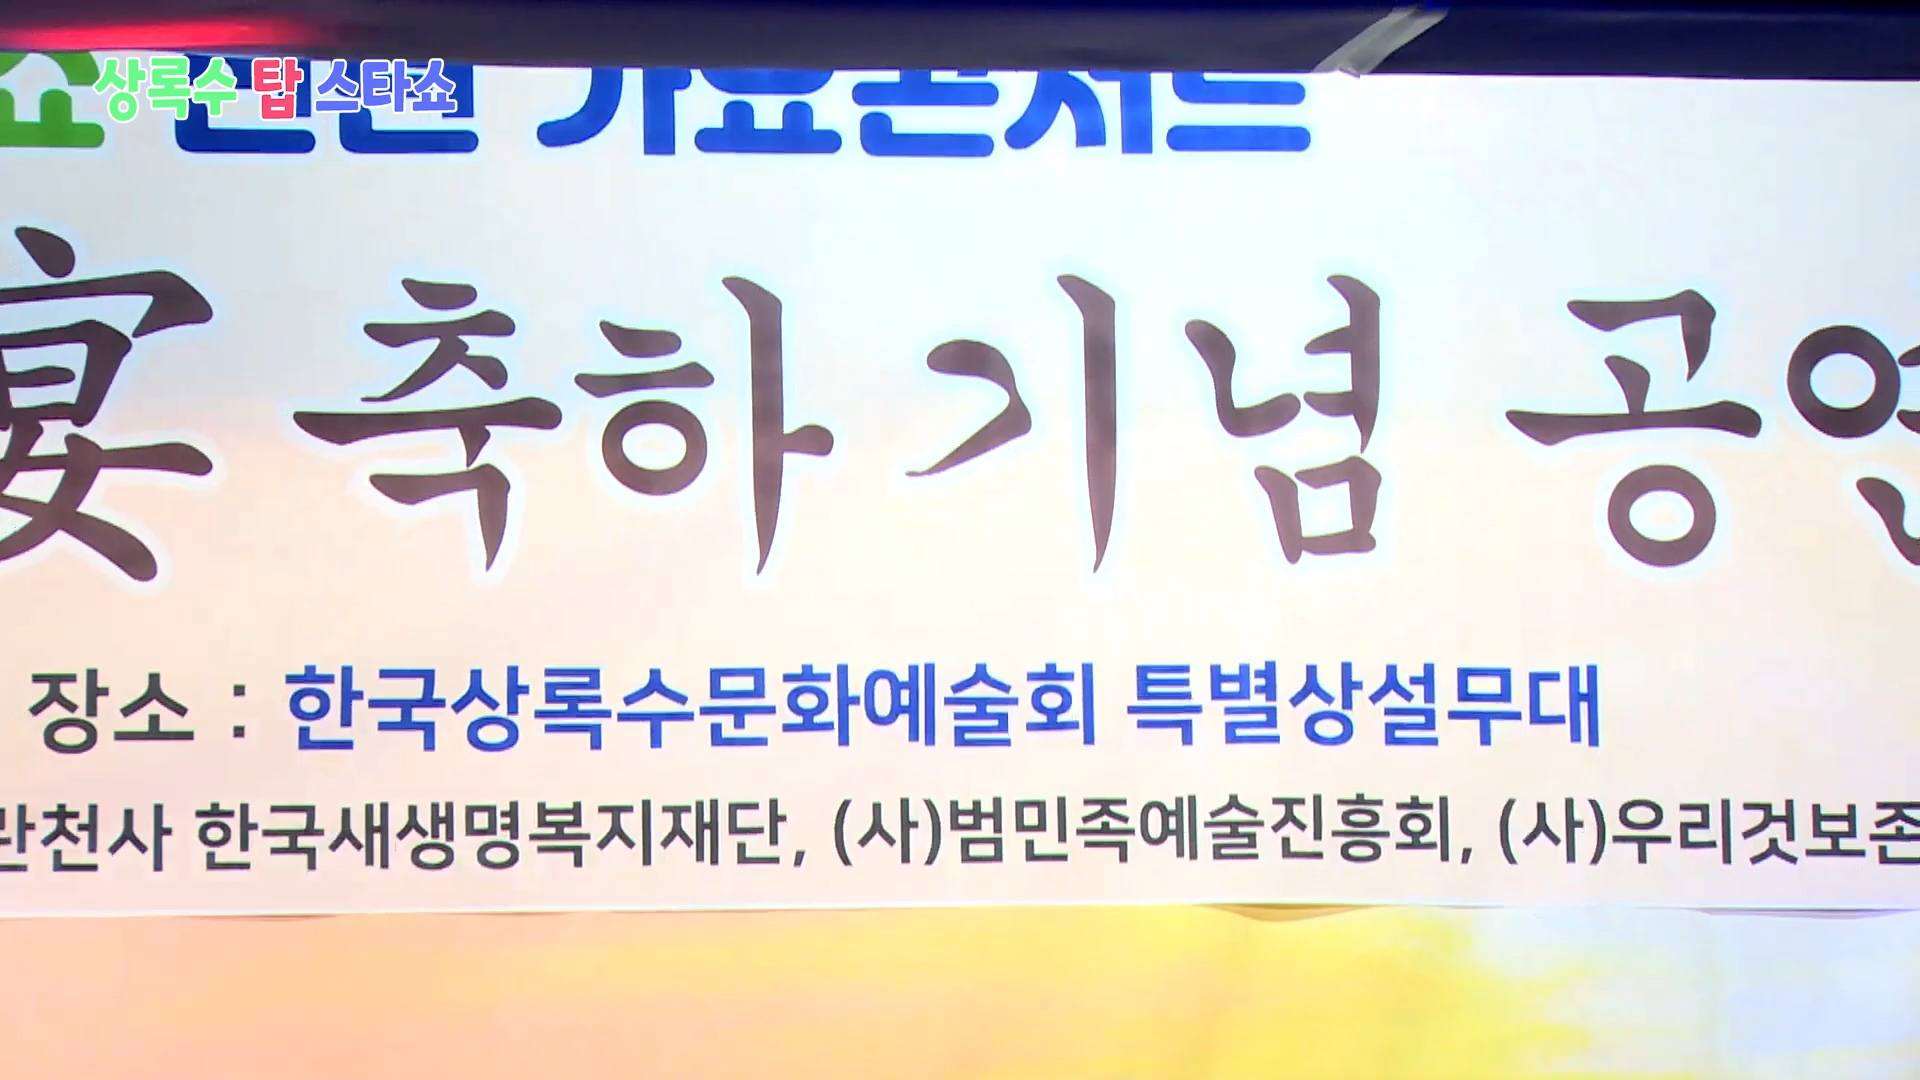 상록수 탑 스타쇼
쇼 가요콘서트
宴 축하 기념 공연
장소 : 한국상록수문화예술회 특별상설무대
한국새생명복지재단, (사)범민족예술진흥회, (사)우리것보존